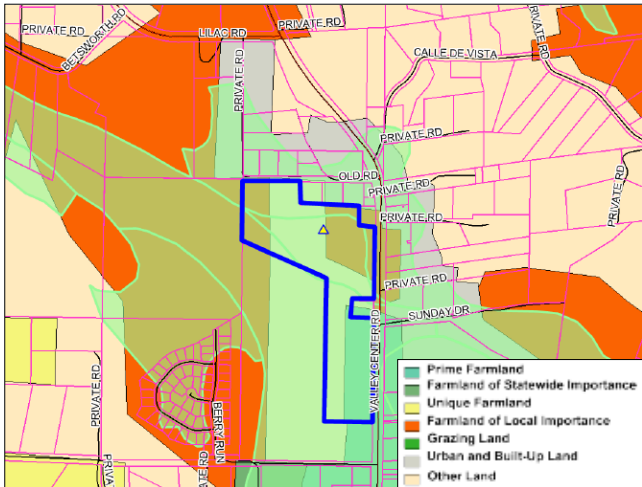 PRIVATE RD
LILAC RD
PRIVATE RD
BETSWORTH RD
PRIVATE RD
PRIVATE RD
CALLE DE VISTA
PRIVATE RD
OLD RD
PRIVATE RD
PRIVATE RD
PRIVATE RD
PRIVATE RD
SUNDAY DR
VALLEY CENTER RD
PRIVATE RD
BERRY RUN
PRIVA
TE RD
Prime Farmland
Farmland of Statewide Importance
Unique Farmland
Farmland of Local Importance
Grazing Land
Urban and Built-Up Land
Other Land